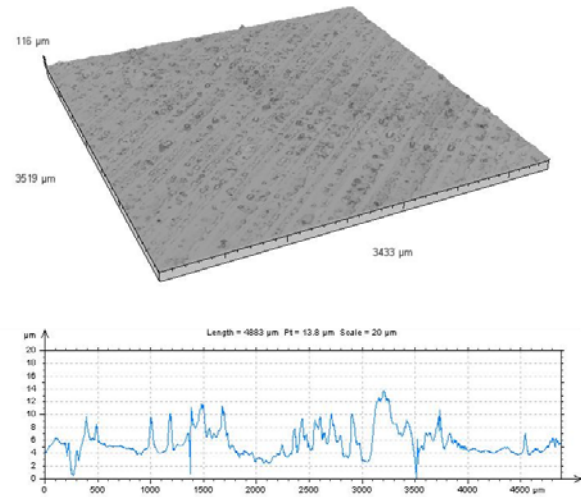 116 µm
3519 µm
3433 µm
Length = 4883 µm Pt = 13.8 µm Scale = 20 µm
µm
20
18
16
14
12
10
8
6
4
2
0
0 500 1000 1500 2000 2500 3000 3500 4000 4500 µm